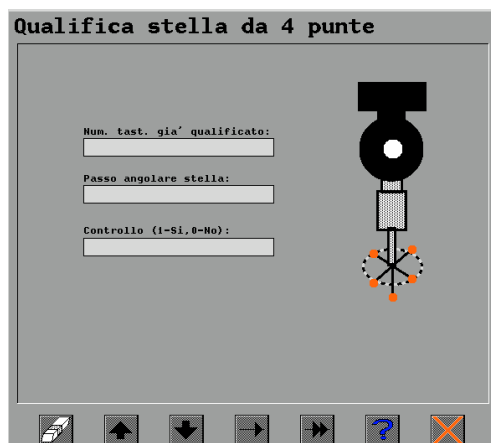 Qualifica stella da 4 punte
Num. tast. gia´ qualificato:
Passo angolare stella:
Controllo (1-Si,0-No):
?